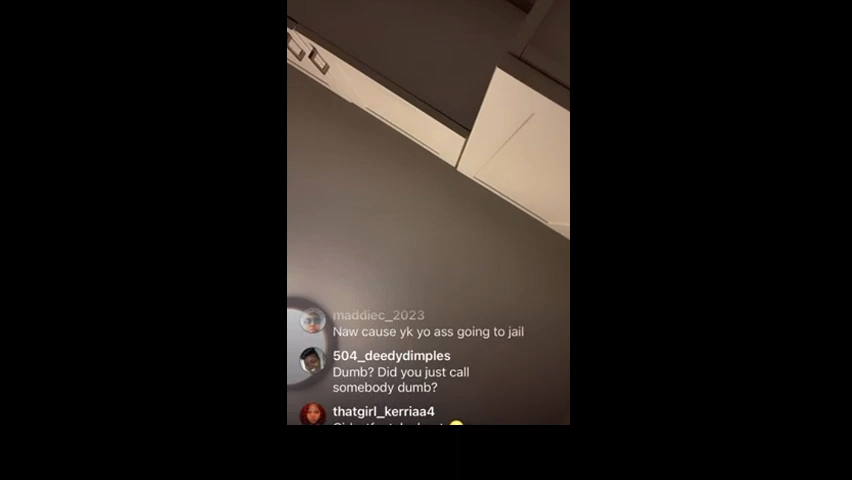 maddiec_2023
Naw cause yk yo ass going to jail
504_deedydimples
Dumb? Did you just call
somebody dumb?
thatgirl_kerriaa4